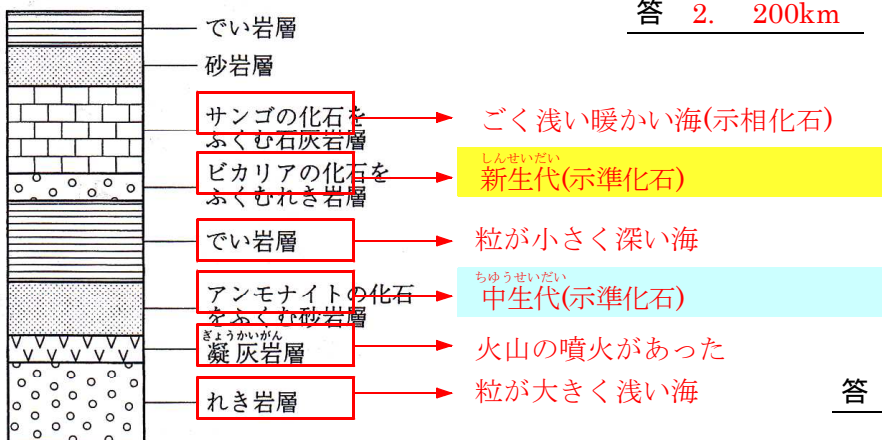 答 2. 200km
でい岩層
砂岩層
サンゴの化石を
ふくむ石灰岩層
ごく浅い暖かい海(示相化石)
ビカリアの化石を
ふくむれき岩層
しんせいだい
新生代(示準化石)
でい岩層
粒が小さく深い海
アンモナイトの化石
をふくむ砂岩層
ちゆうせいだい
中生代(示準化石)
ぎょうかいがん
凝灰岩層
火山の噴火があった
れき岩層
粒が大きく浅い海
答